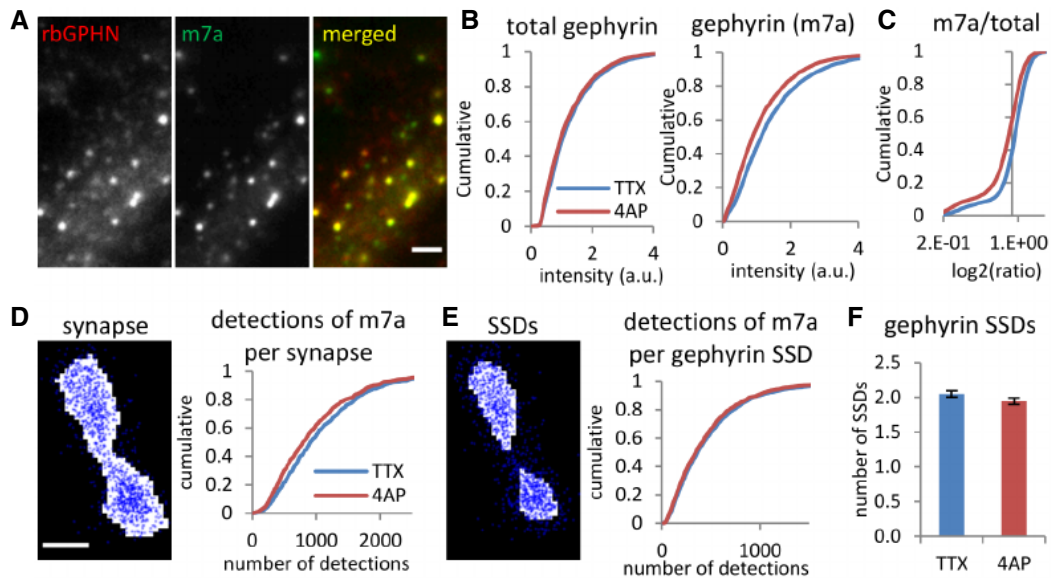 A
rbGPHN
m7a
merged
B
total gephyrin
Cumulative
1
0.8
0.6
0.4
0.2
0
0
2
4
intensity (a.u.)
TTX
4AP
gephyrin (m7a)
Cumulative
1
0.8
0.6
0.4
0.2
0
0
2
4
intensity (a.u.)
C
m7a/total
Cumulative
1
0.8
0.6
0.4
0.2
0
2.E-01
1.E+00
log2(ratio)
D
synapse
detections of m7a
per synapse
cumulative
1
0.8
0.6
0.4
0.2
0
TTX
4AP
0
1000
2000
number of detections
E
SSDs
detections of m7a
per gephyrin SSD
cumulative
1
0.8
0.6
0.4
0.2
0
0
1000
number of detections
F
gephyrin SSDs
number of SSDs
2.5
2.0
1.5
1.0
0.5
0.0
TTX
4AP